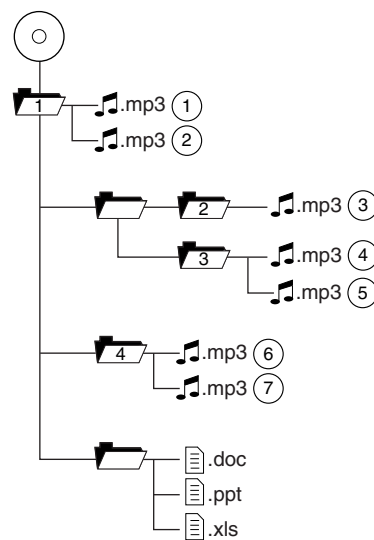 1 .mp3 1
.mp3 2
2 .mp3 3
3 .mp3 4
.mp3 5
4 .mp3 6
.mp3 7
.doc
.ppt
.xls